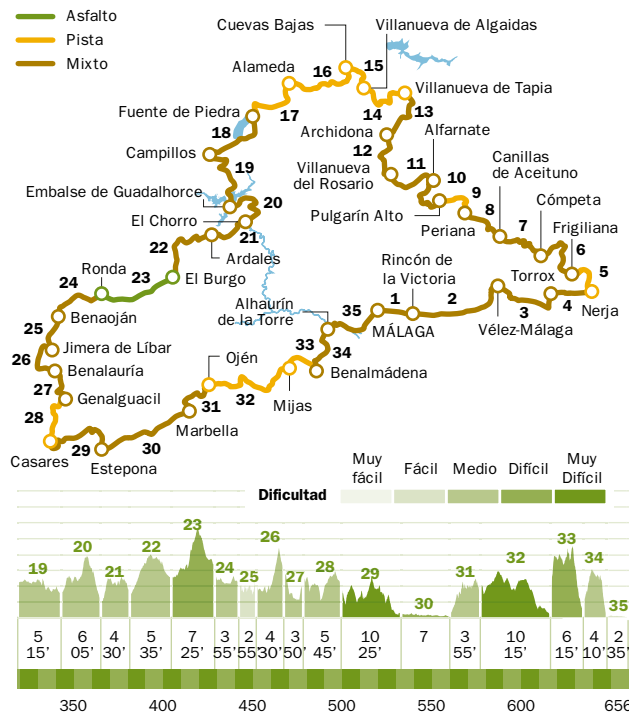 Asfalto
Pista
Mixto
Cuevas Bajas
Villanueva de Algaidas
Alameda
16
15
Villanueva de Tapia
17
14
13
Fuente de Piedra
18
Archidona
Alfarnate
Campillos
12
19
Villanueva
del Rosario
11
10
Canillas
de Aceituno
9
Embalse de Guadalhorce
20
Pulgarín Alto
8
7
Cómpeta
El Chorro
21
Periana
Frigiliana
22
Ardales
6
Rincón de
la Victoria
Ronda
23
El Burgo
Torrox
5
24
Alhaurín
de la Torre
35
1
2
3
4
Nerja
Benaoján
MÁLAGA
Vélez-Málaga
25
Jimera de Líbar
Ojén
33
34
26
Benalauría
Benalmádena
27
Genalguacil
32
Mijas
31
28
Marbella
29
30
Casares
Estepona
Dificultad
Muy
fácil
Fácil
Medio
Difícil
Muy
Difícil
19
20
21
22
23
24
25
26
27
28
29
30
31
32
33
34
35
5
15’
6
05’
4
30’
5
35’
7
25’
3
55’
2
55’
4
30’
3
50’
5
45’
10
25’
7
3
55’
10
15’
6
15’
4
10’
2
35’
350
400
450
500
550
600
656